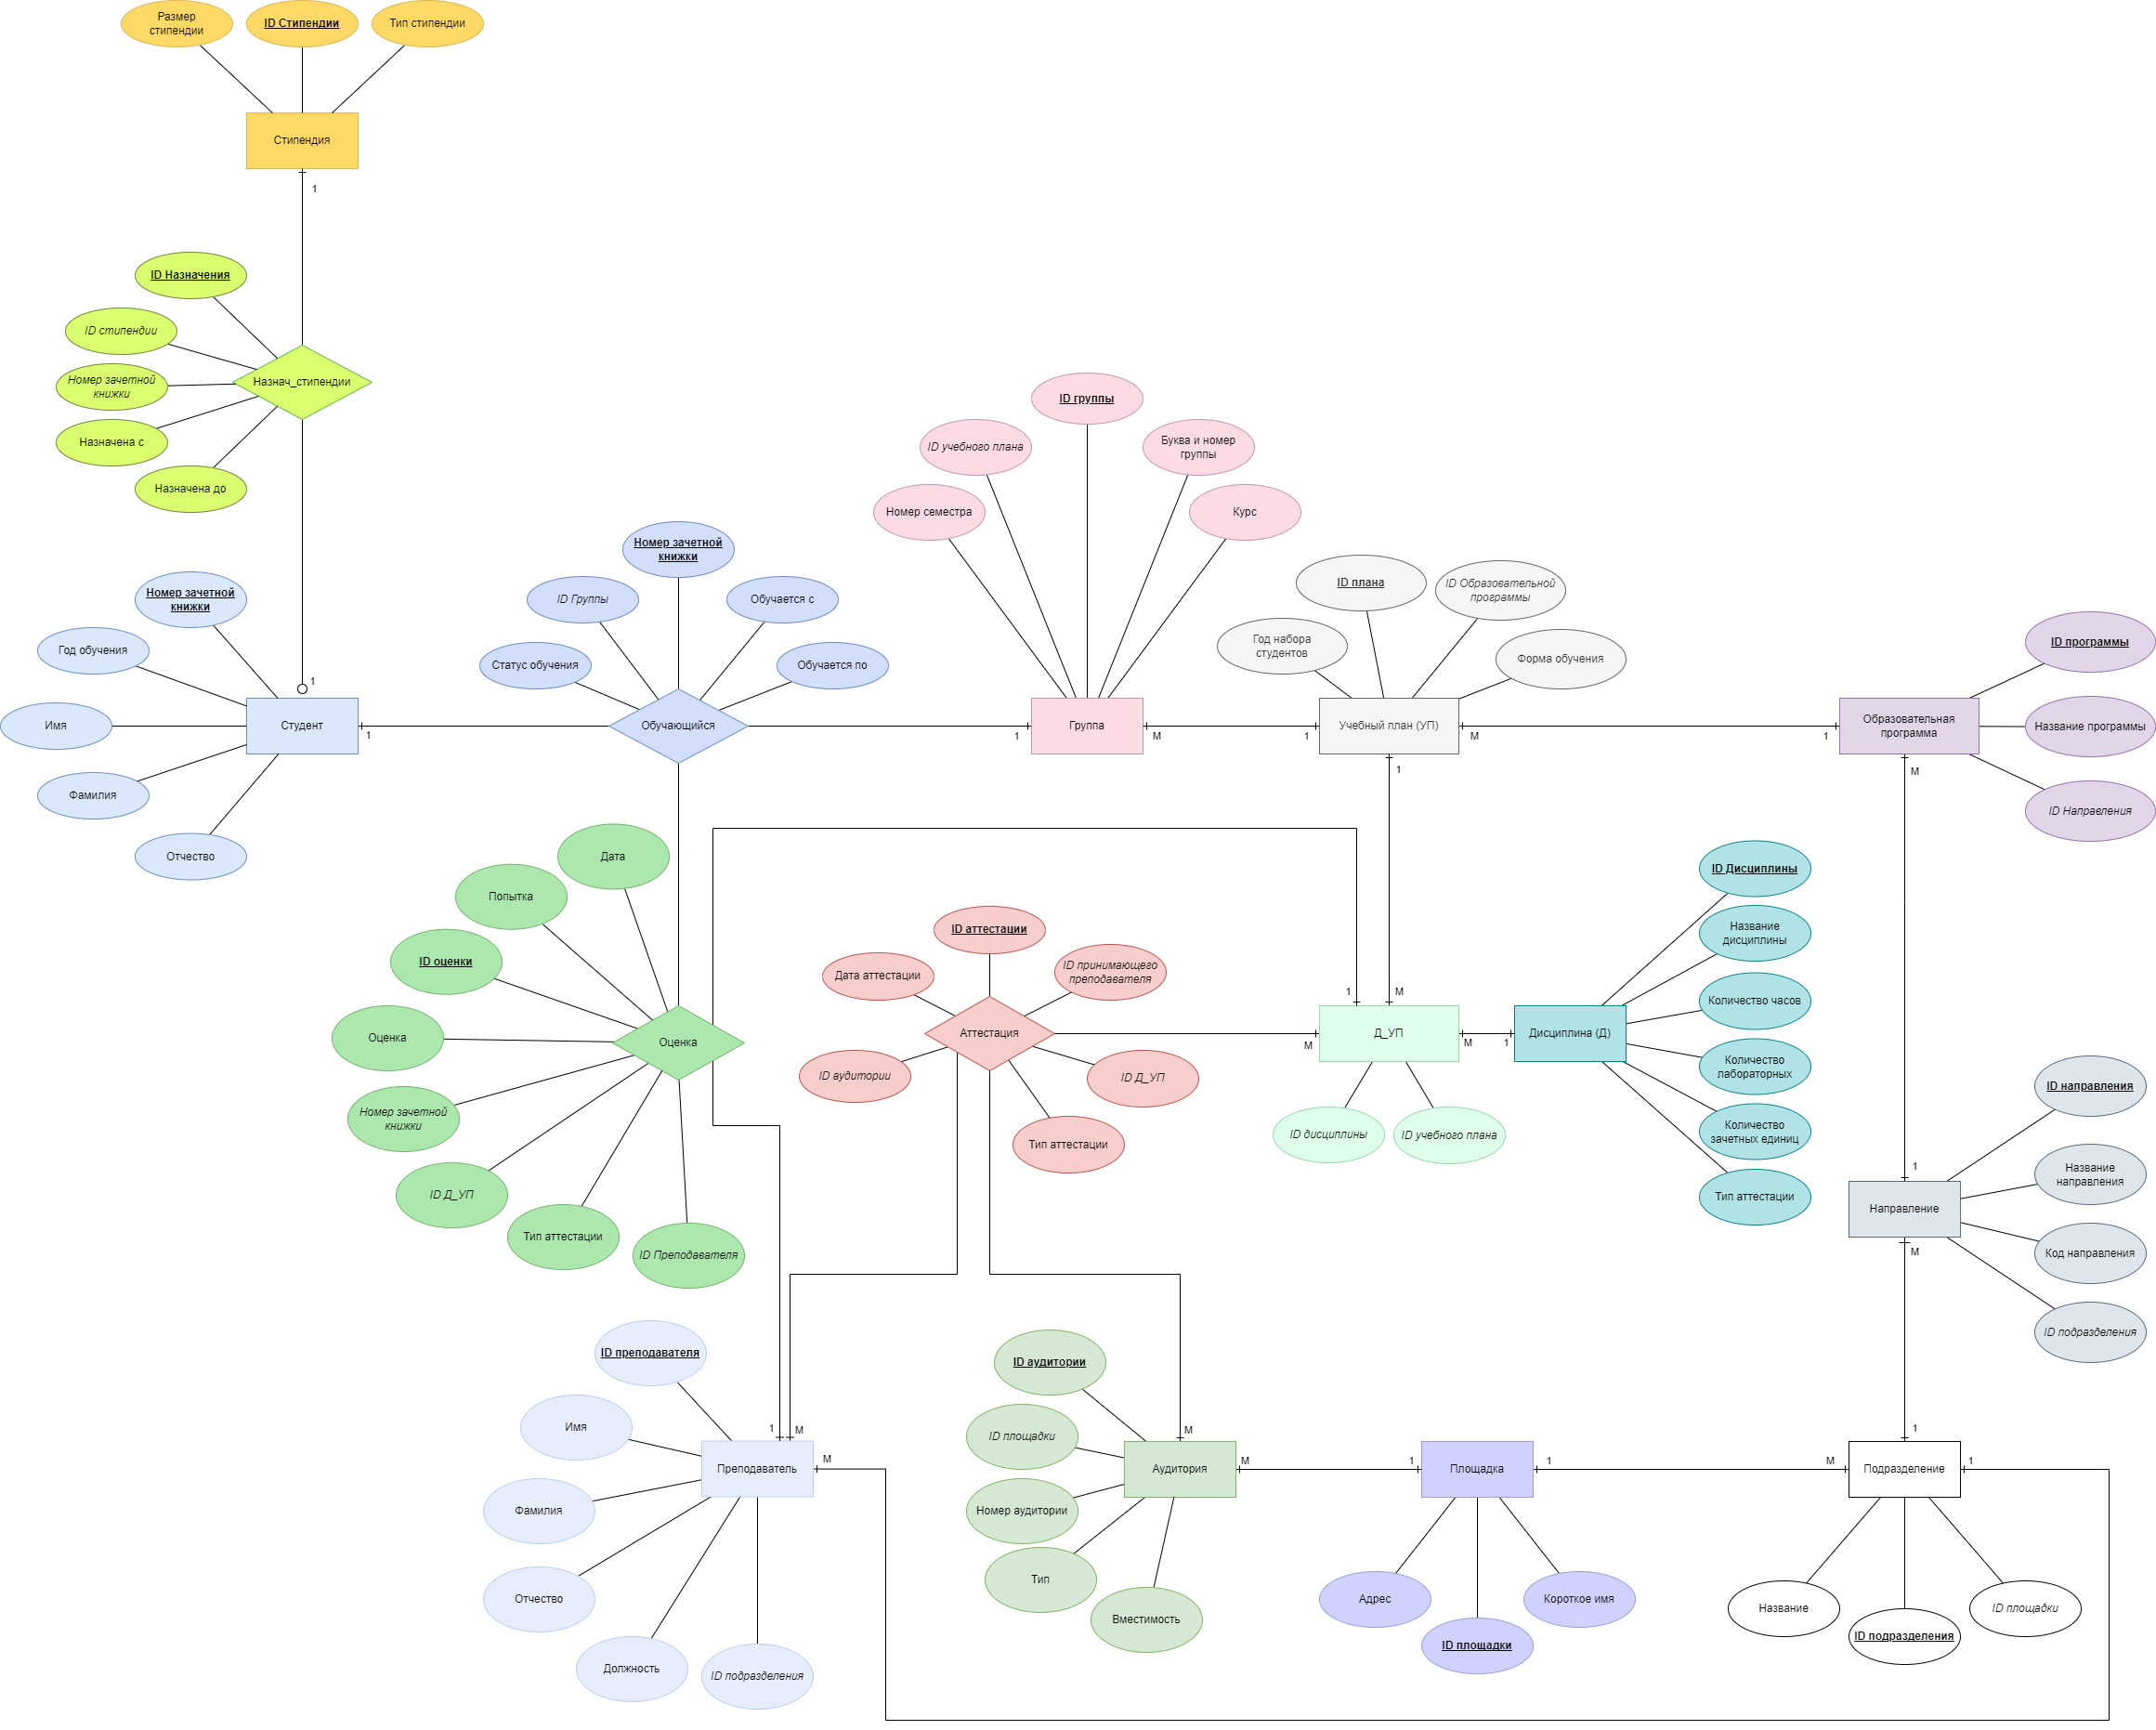 Размер
стипендии
ID Стипендии
Тип стипендии
Стипендия
1
ID Назначения
ID стипендии
Номер зачетной
книжки
Назнач_стипендии
Назначена с
Назначена до
1
ID группы
ID учебного плана
Буква и номер
группы
Номер семестра
Курс
Номер зачетной
книжки
ID Группы
Обучается с
Статус обучения
Обучается по
Обучающийся
Номер зачетной
книжки
Год обучения
Имя
Студент
1
Фамилия
Отчество
1
Группа
M
ID плана
ID Образовательной
программы
Год набора
студентов
Форма обучения
1
Учебный план (УП)
M
1
1
Образовательная
программа
M
ID программы
Название программы
ID Направления
Дата
Попытка
ID оценки
Оценка
Оценка
Номер зачетной
книжки
ID Д_УП
Тип аттестации
ID Преподавателя
ID аттестации
Дата аттестации
ID принимающего
преподавателя
Аттестация
ID аудитории
ID Д_УП
Тип аттестации
1
M
M
Д_УП
M
ID дисциплины
ID учебного плана
1
Дисциплина (Д)
ID Дисциплины
Название
дисциплины
Количество часов
Количество
лабораторных
Количество
зачетных единиц
Тип аттестации
1
Направление
M
ID направления
Название
направления
Код направления
ID подразделения
ID преподавателя
Имя
1
M
Преподаватель
M
Фамилия
Отчество
Должность
ID подразделения
ID аудитории
ID площадки
M
Аудитория
M
Номер аудитории
Тип
Вместимость
1
Площадка
1
Адрес
ID площадки
Короткое имя
1
M
Подразделение
1
Название
ID подразделения
ID площадки